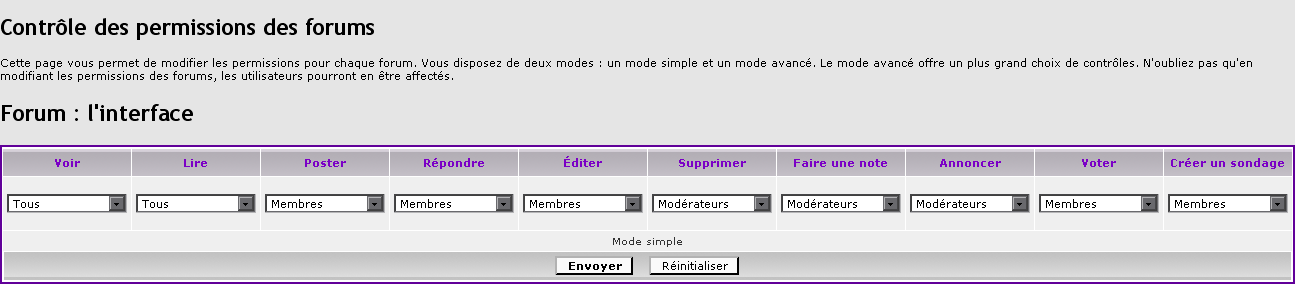 Contrôle des permissions des forums
Cette page vous permet de modifier les permissions pour chaque forum. Vous disposez de deux modes : un mode simple et un mode avancé. Le mode avancé offre un plus grand choix de contrôles. N'oubliez pas qu'en
modifiant les permissions des forums, les utilisateurs pourront en être affectés.
Forum : l'interface
Voir Lire Poster Répondre Éditer Supprimer Faire une note Annoncer Voter Créer un sondage
Tous Tous Membres Membres Membres Modérateurs Modérateurs Modérateurs Membres Membres
Mode simple
Envoyer Réinitialiser